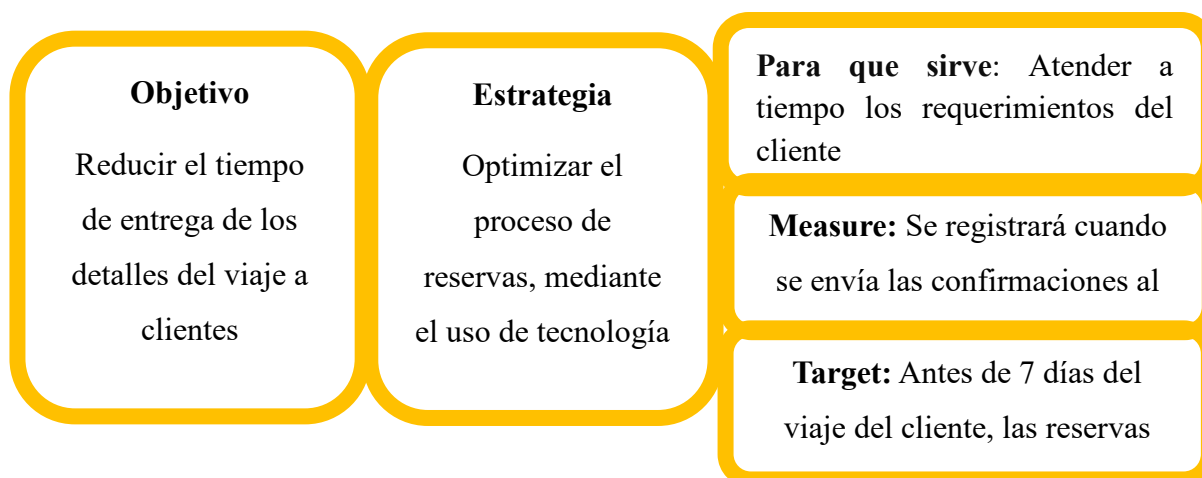 Objetivo
Reducir el tiempo
de entrega de los
detalles del viaje a
clientes
Estrategia
Optimizar el
proceso de
reservas, mediante
el uso de tecnología
Para que sirve: Atender a
tiempo los requerimientos del
cliente
Measure: Se registrará cuando
se envía las confirmaciones al
Target: Antes de 7 días del
viaje del cliente, las reservas